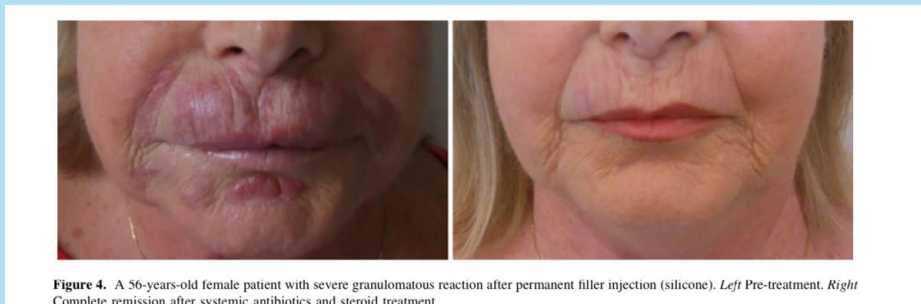 Figure 4. A 56-years-old female patient with severe granulomatous reaction after permanent filler injection (silicone). Left Pre-treatment. Right
Complete remission after systemic antibiotics and steroid treatment